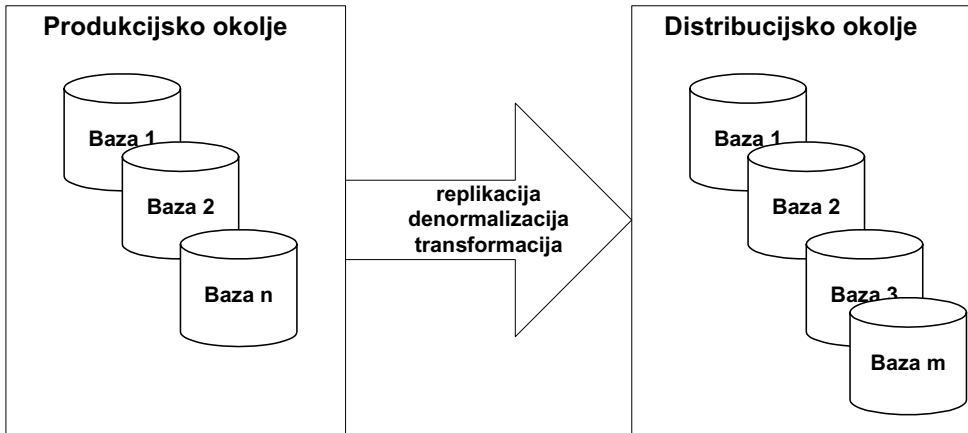 Produkcijsko okolje
Baza 1
Baza 2
Baza n
replikacija
denormalizacija
transformacija
Distribucijsko okolje
Baza 1
Baza 2
Baza 3
Baza m